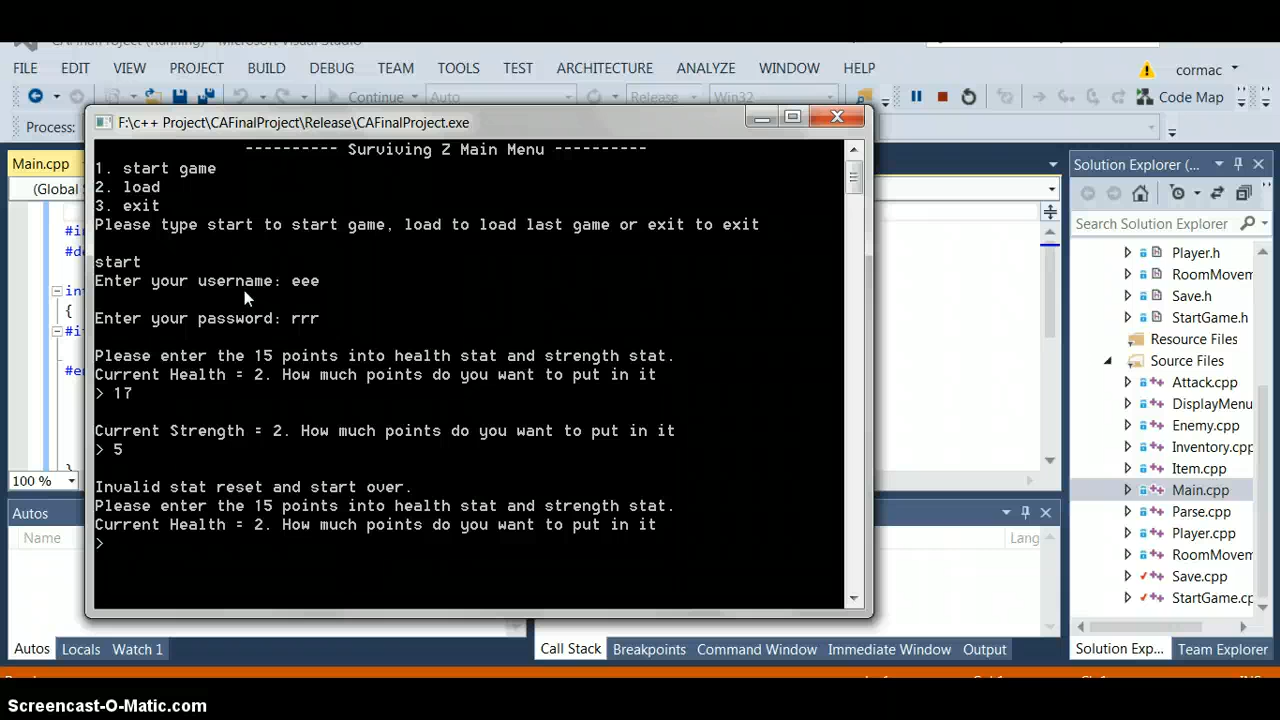 FILE EDIT VIEW PROJECT BUILD DEBUG TEAM TOOLS TEST ARCHITECTURE ANALYZE WINDOW HELP cormac
Continue Auto Release Win32 Code Map
Process:
F:\c++ Project\CAFinalProject\Release\CAFinalProject.exe
Main.cpp
---------- Surviving Z Main Menu ----------
1. start game
2. load
3. exit
Please type start to start game, load to load last game or exit to exit
start
Enter your username: eee
Enter your password: rrr
Please enter the 15 points into health stat and strength stat.
Current Health = 2. How much points do you want to put in it
> 17
Current Strength = 2. How much points do you want to put in it
> 5
Invalid stat reset and start over.
Please enter the 15 points into health stat and strength stat.
Current Health = 2. How much points do you want to put in it
>
100 %
Autos
Name
Lang
Autos Locals Watch 1
Call Stack Breakpoints Command Window Immediate Window Output
Solution Explorer (...
Search Solution Explorer
Player.h
RoomMovem
Save.h
StartGame.h
Resource Files
Source Files
Attack.cpp
DisplayMenu
Enemy.cpp
Inventory.cpp
Item.cpp
Main.cpp
Parse.cpp
Player.cpp
RoomMovem
Save.cpp
StartGame.cp
Solution Exp... Team Explorer
Screencast-O-Matic.com